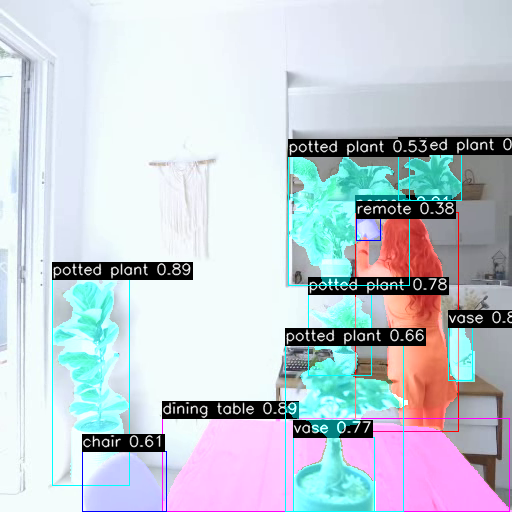 potted plant 0.53
ed plant 0
remote 0.38
potted plant 0.89
potted plant 0.78
vase 0.8
potted plant 0.66
dining table 0.89
vase 0.77
chair 0.61